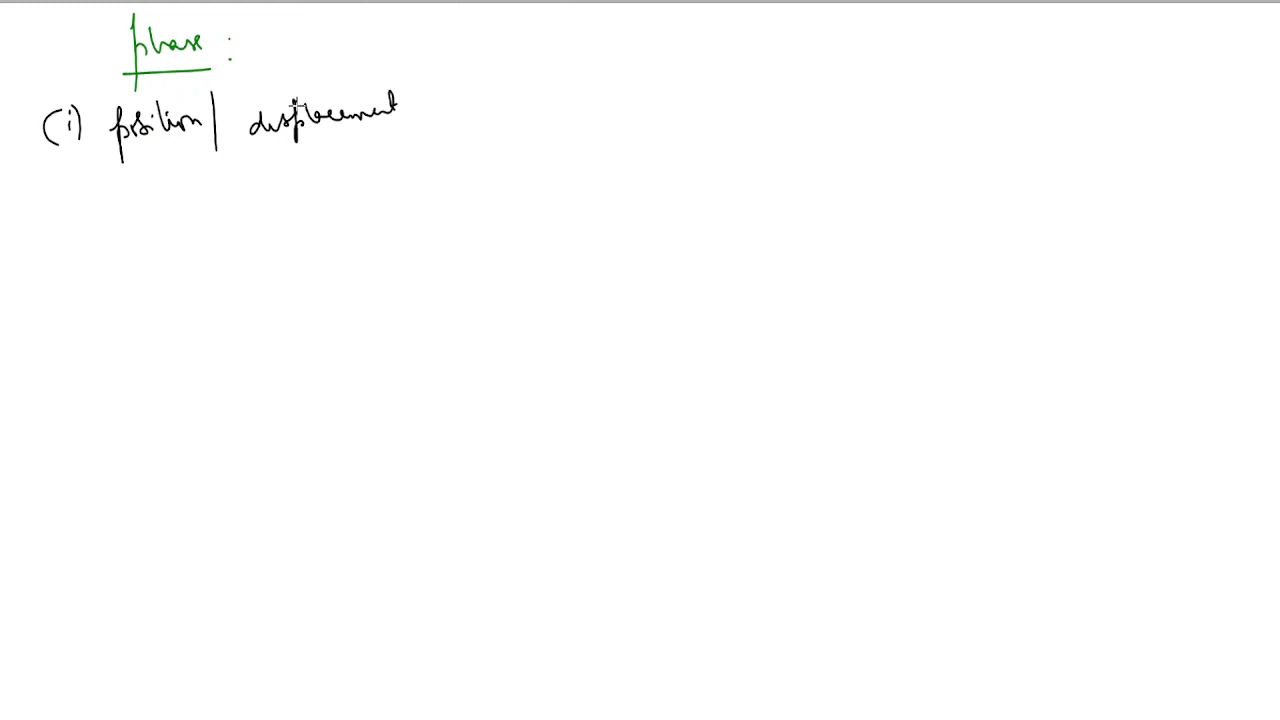 phase :
(i) position | displacement